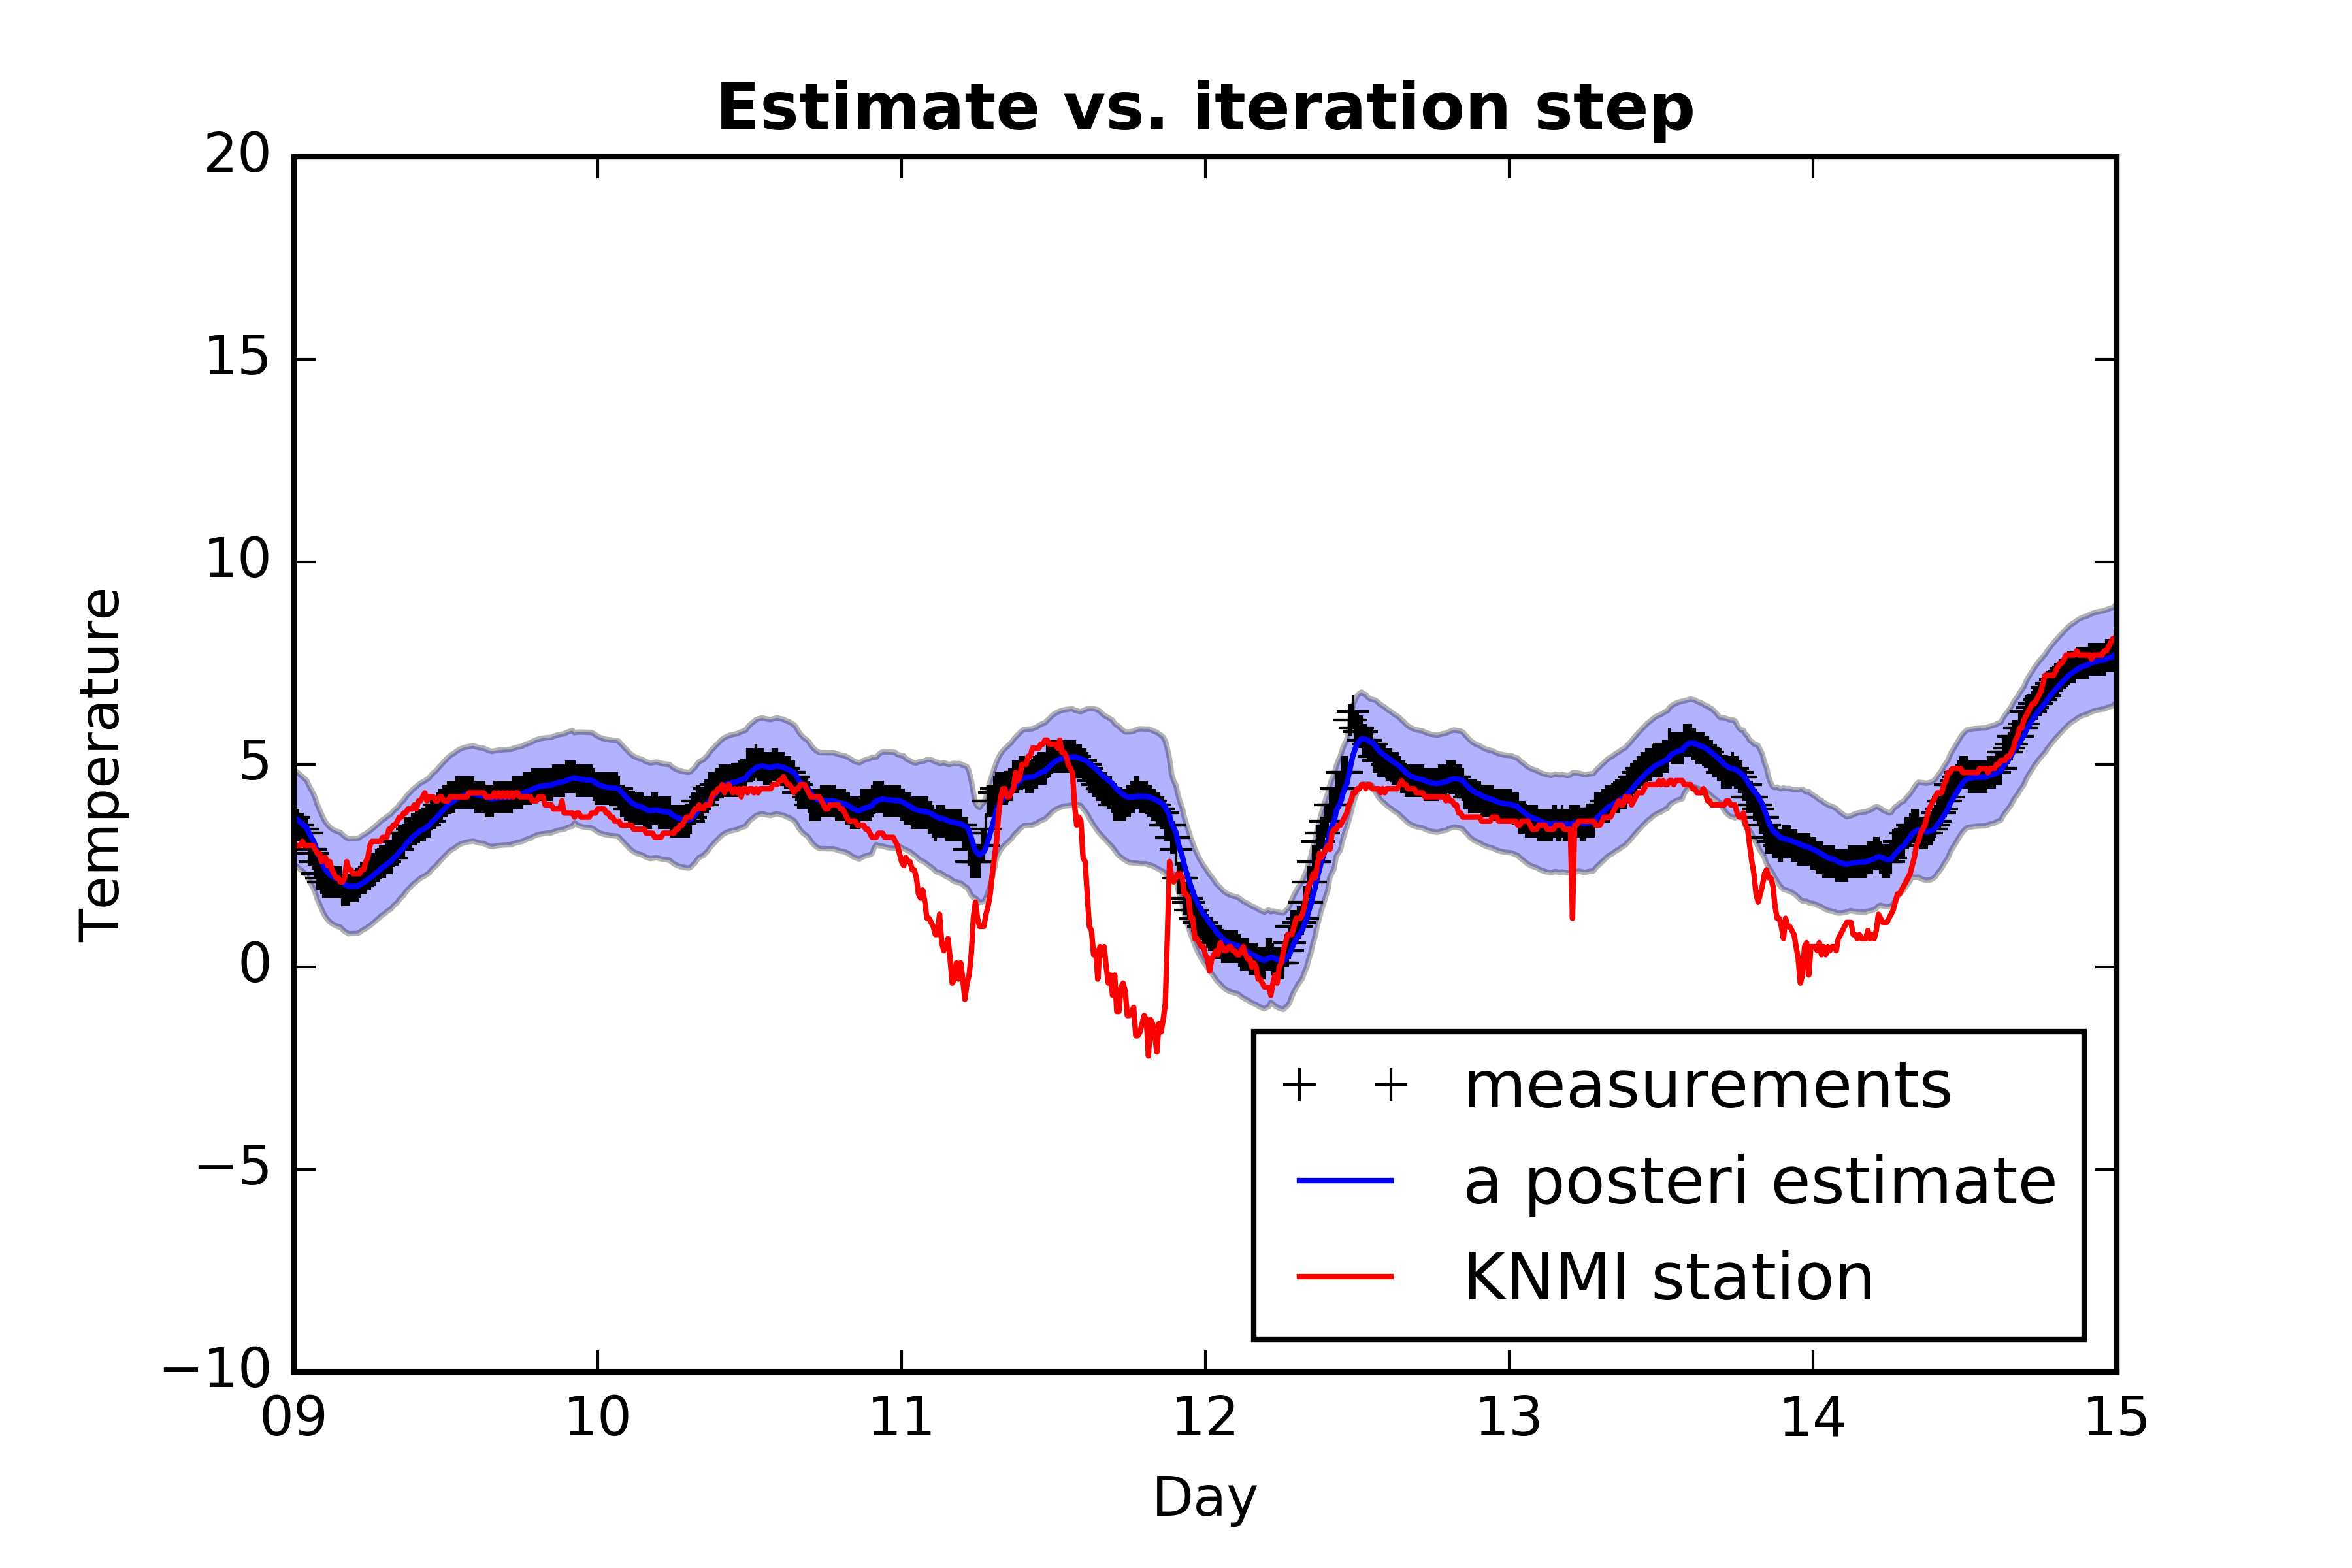 Estimate vs. iteration step
20
15
10
5
0
−5
−10
Temperature
measurements
a posteri estimate
KNMI station
09 10 11 12 13 14 15
Day